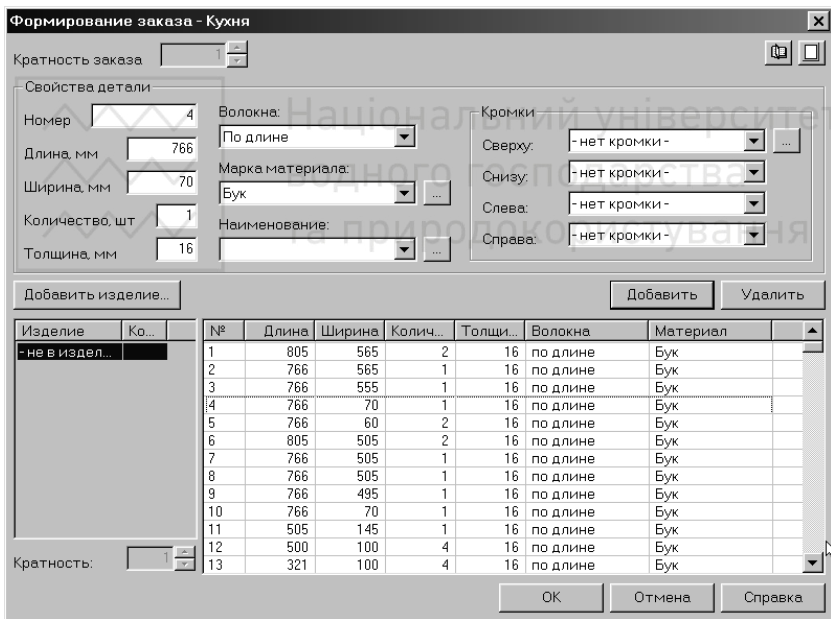 Формирование заказа - Кухня
Кратность заказа 1
Свойства детали
Номер 4
Длина, мм 766
Ширина, мм 70
Количество, шт 1
Толщина, мм 16
Волокна:
По длине
Марка материала:
Бук ...
Наименование:
...
Кромки
Сверху: - нет кромки - ...
Снизу: - нет кромки -
Слева: - нет кромки -
Справа: - нет кромки -
Національний університет
водного господарства
та природокористування
Добавить изделие... Добавить Удалить
Изделие Ко...
- не в издел...
№ Длина Ширина Колич... Толщи... Волокна Материал
1 805 565 2 16 по длине Бук
2 766 565 1 16 по длине Бук
3 766 555 1 16 по длине Бук
4 766 70 1 16 по длине Бук
5 766 60 2 16 по длине Бук
6 805 505 2 16 по длине Бук
7 766 505 1 16 по длине Бук
8 766 505 1 16 по длине Бук
9 766 495 1 16 по длине Бук
10 766 70 1 16 по длине Бук
11 505 145 1 16 по длине Бук
12 500 100 4 16 по длине Бук
13 321 100 4 16 по длине Бук
Кратность: 1
OK Отмена Справка